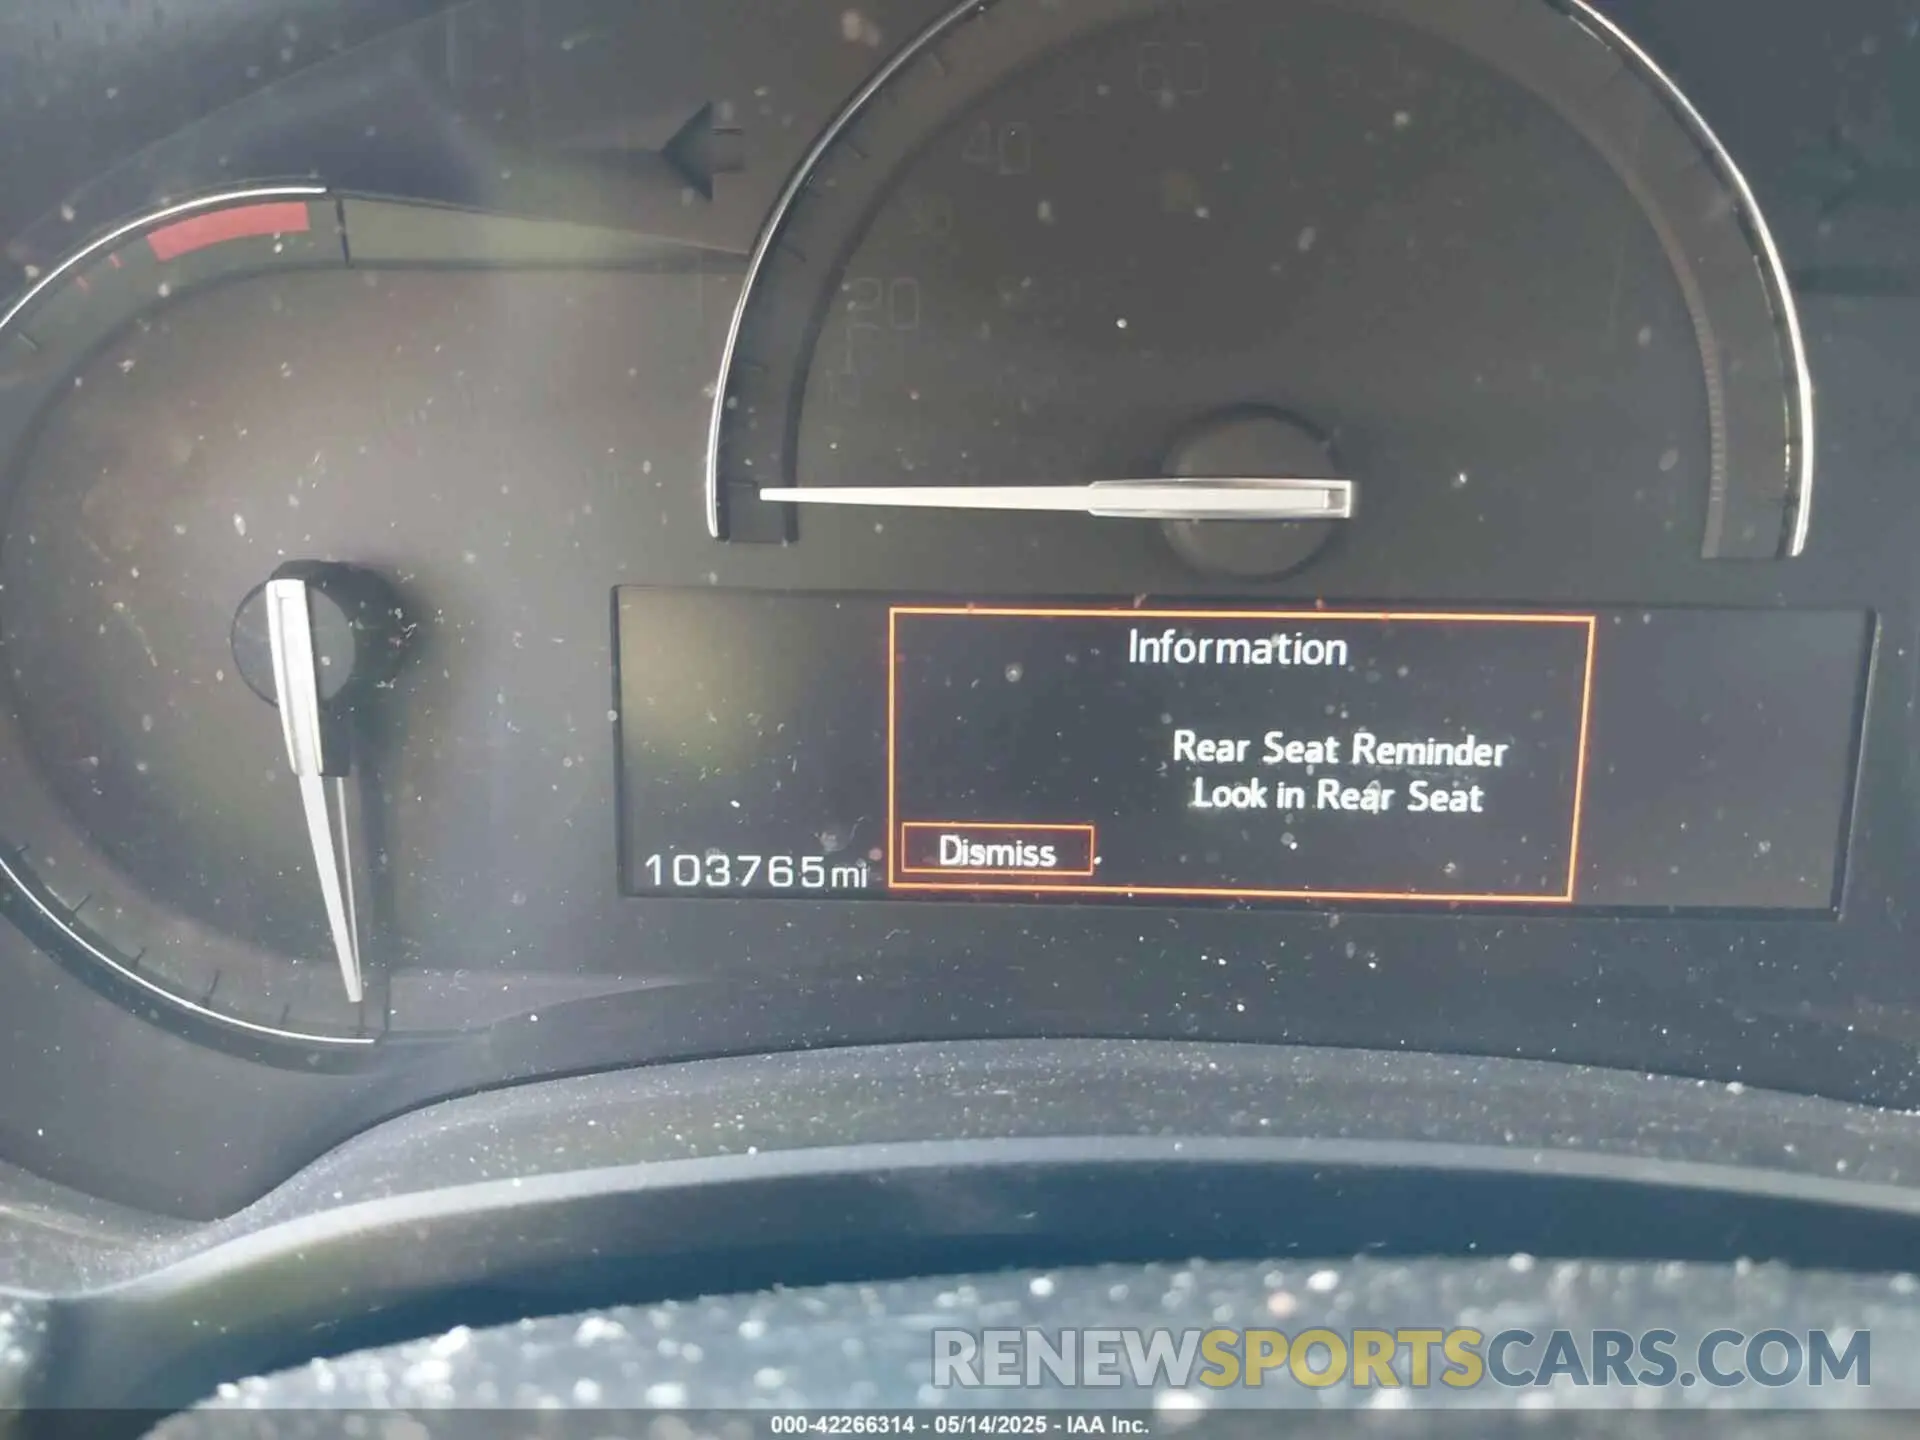 60
40
20
Information
Rear Seat Reminder
Look in Rear Seat
Dismiss
103765mi
RENEWSPORTSCARS.COM
000-42266314 - 05/14/2025 - IAA Inc.